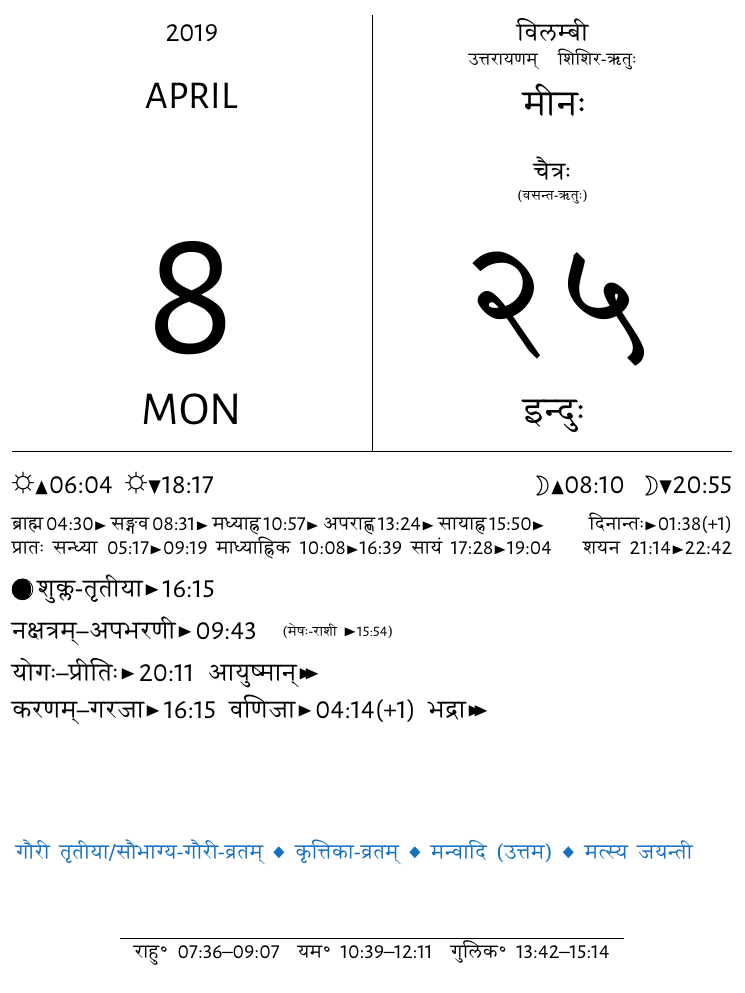 2019
APRIL
8
MON
विलम्बी
उत्तरायणम् शिशिर-ऋतुः
मीनः
चैत्रः
(वसन्त-ऋतुः)
२५
इन्दुः
☼▲06:04 ☼▼18:17 ☽▲08:10 ☽▼20:55
ब्राह्म 04:30► सङ्गव 08:31► मध्याह्न 10:57► अपराह्ण 13:24► सायाह्न 15:50► दिनान्तः►01:38(+1)
प्रातः सन्ध्या 05:17►09:19 माध्याह्निक 10:08►16:39 सायं 17:28►19:04 शयन 21:14►22:42
शुक्ल-तृतीया►16:15
नक्षत्रम्–अपभरणी►09:43 (मेषः-राशी ►15:54)
योगः–प्रीतिः►20:11 आयुष्मान्►►
करणम्–गरजा►16:15 वणिजा►04:14(+1) भद्रा►►
गौरी तृतीया/सौभाग्य-गौरी-व्रतम् ◆ कृत्तिका-व्रतम् ◆ मन्वादि (उत्तम) ◆ मत्स्य जयन्ती
राहु° 07:36–09:07 यम° 10:39–12:11 गुलिक° 13:42–15:14